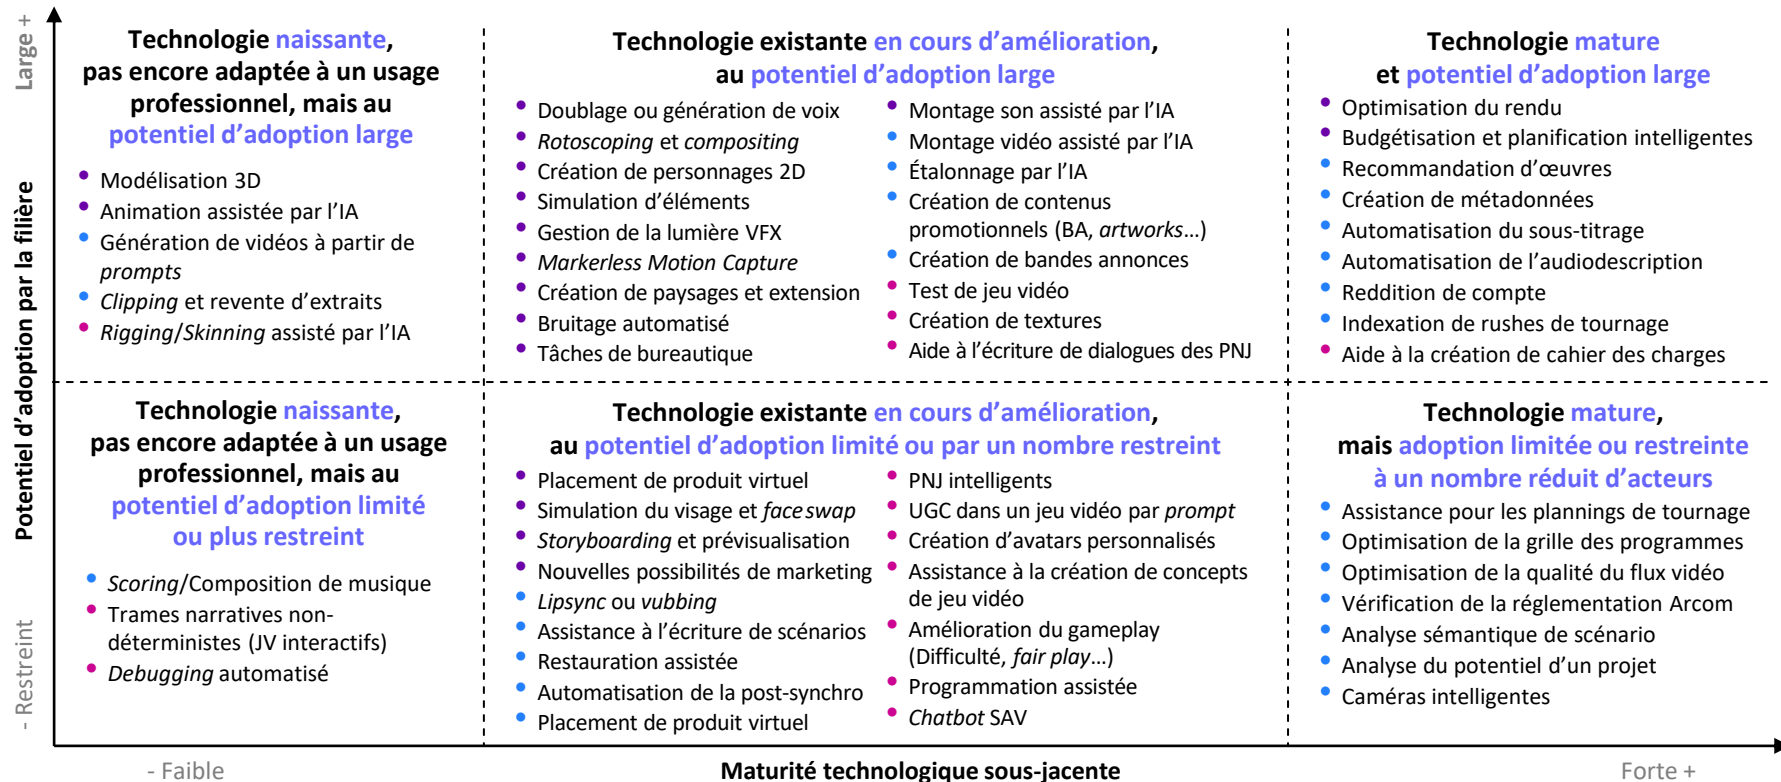 Large +
Potentiel d’adoption par la filière
- Restreint
Technologie naissante,
pas encore adaptée à un usage
professionnel, mais au
potentiel d’adoption large
• Modélisation 3D
• Animation assistée par l’IA
• Génération de vidéos à partir de
prompts
• Clipping et revente d’extraits
• Rigging/Skinning assisté par l’IA
Technologie existante en cours d’amélioration,
au potentiel d’adoption large
• Doublage ou génération de voix
• Rotoscoping et compositing
• Création de personnages 2D
• Simulation d’éléments
• Gestion de la lumière VFX
• Markerless Motion Capture
• Création de paysages et extension
• Bruitage automatisé
• Tâches de bureautique
• Montage son assisté par l’IA
• Montage vidéo assisté par l’IA
• Étalonnage par l’IA
• Création de contenus
promotionnels (BA, artworks…)
• Création de bandes annonces
• Test de jeu vidéo
• Création de textures
• Aide à l’écriture de dialogues des PNJ
Technologie mature
et potentiel d’adoption large
• Optimisation du rendu
• Budgétisation et planification intelligentes
• Recommandation d’œuvres
• Création de métadonnées
• Automatisation du sous-titrage
• Automatisation de l’audiodescription
• Reddition de compte
• Indexation de rushes de tournage
• Aide à la création de cahier des charges
Technologie naissante,
pas encore adaptée à un usage
professionnel, mais au
potentiel d’adoption limité
ou plus restreint
• Scoring/Composition de musique
• Trames narratives non-
déterministes (JV interactifs)
• Debugging automatisé
Technologie existante en cours d’amélioration,
au potentiel d’adoption limité ou par un nombre restreint
• Placement de produit virtuel
• Simulation du visage et face swap
• Storyboarding et prévisualisation
• Nouvelles possibilités de marketing
• Lipsync ou vubbing
• Assistance à l’écriture de scénarios
• Restauration assistée
• Automatisation de la post-synchro
• Placement de produit virtuel
• PNJ intelligents
• UGC dans un jeu vidéo par prompt
• Création d’avatars personnalisés
• Assistance à la création de concepts
de jeu vidéo
• Amélioration du gameplay
(Difficulté, fair play…)
• Programmation assistée
• Chatbot SAV
Technologie mature,
mais adoption limitée ou restreinte
à un nombre réduit d’acteurs
• Assistance pour les plannings de tournage
• Optimisation de la grille des programmes
• Optimisation de la qualité du flux vidéo
• Vérification de la réglementation Arcom
• Analyse sémantique de scénario
• Analyse du potentiel d’un projet
• Caméras intelligentes
- Faible
Maturité technologique sous-jacente
Forte +